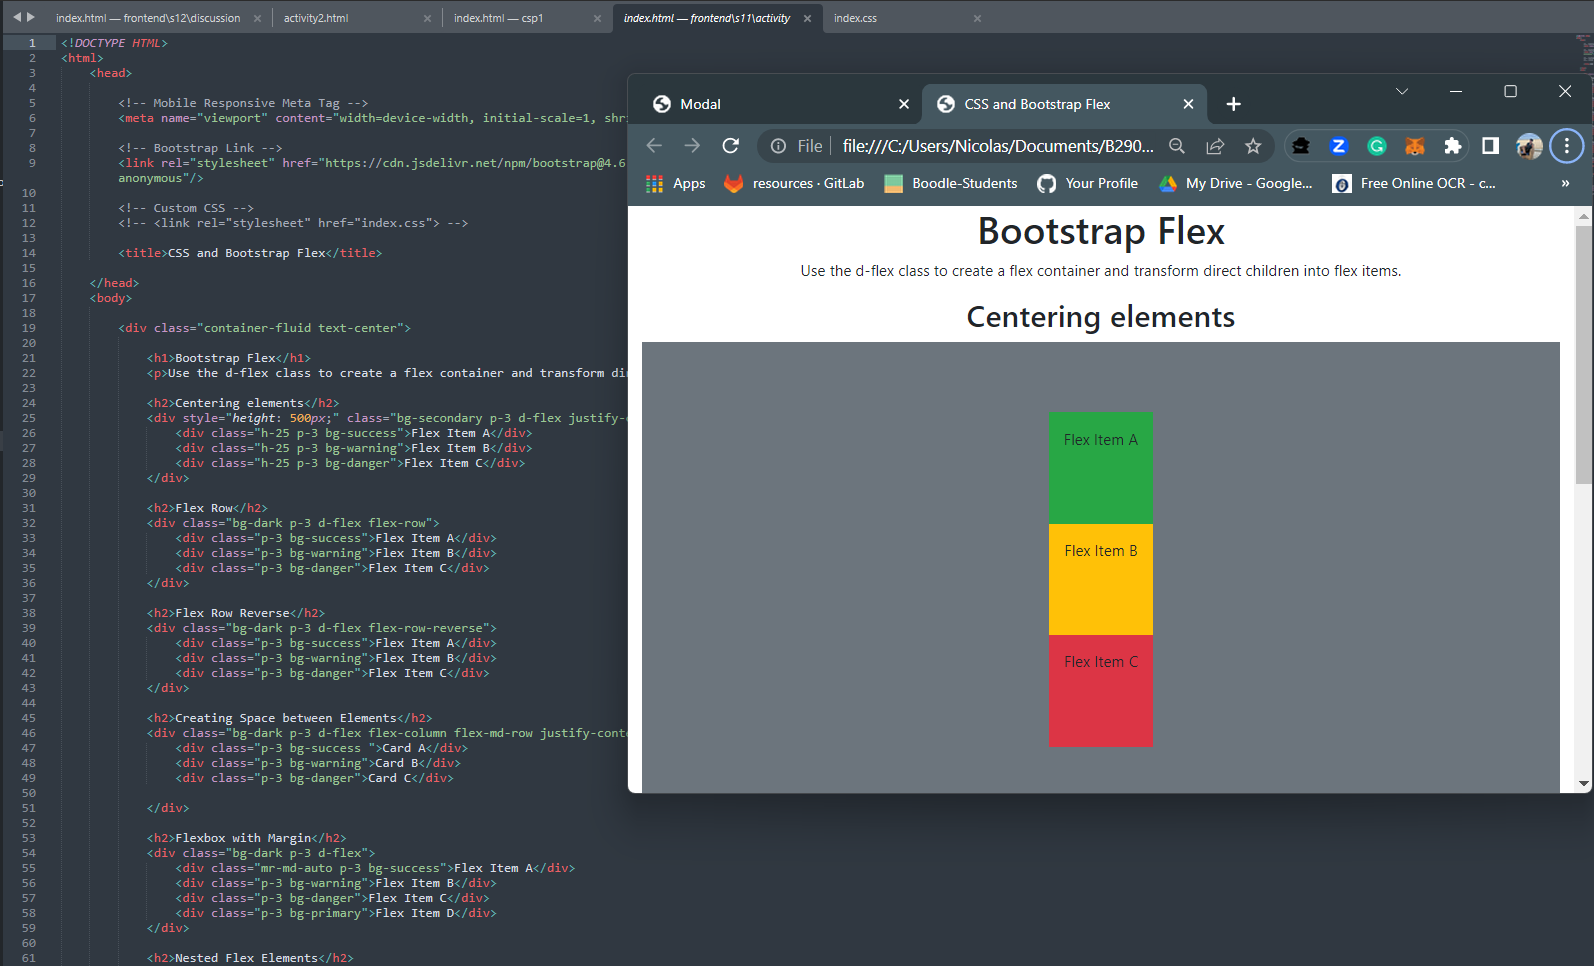 index.html — frontend\s12\discussion
activity2.html
index.html — csp1
index.html — frontend\s11\activity
index.css
1 <!DOCTYPE HTML>
2 <html>
3 <head>
4
5 <!-- Mobile Responsive Meta Tag -->
6 <meta name="viewport" content="width=device-width, initial-scale=1, shr
7
8 <!-- Bootstrap Link -->
9 <link rel="stylesheet" href="https://cdn.jsdelivr.net/npm/bootstrap@4.6
anonymous"/>
10
11 <!-- Custom CSS -->
12 <!-- <link rel="stylesheet" href="index.css"> -->
13
14 <title>CSS and Bootstrap Flex</title>
15
16 </head>
17 <body>
18
19 <div class="container-fluid text-center">
20
21 <h1>Bootstrap Flex</h1>
22 <p>Use the d-flex class to create a flex container and transform di
23
24 <h2>Centering elements</h2>
25 <div style="height: 500px;" class="bg-secondary p-3 d-flex justify-
26 <div class="h-25 p-3 bg-success">Flex Item A</div>
27 <div class="h-25 p-3 bg-warning">Flex Item B</div>
28 <div class="h-25 p-3 bg-danger">Flex Item C</div>
29 </div>
30
31 <h2>Flex Row</h2>
32 <div class="bg-dark p-3 d-flex flex-row">
33 <div class="p-3 bg-success">Flex Item A</div>
34 <div class="p-3 bg-warning">Flex Item B</div>
35 <div class="p-3 bg-danger">Flex Item C</div>
36 </div>
37
38 <h2>Flex Row Reverse</h2>
39 <div class="bg-dark p-3 d-flex flex-row-reverse">
40 <div class="p-3 bg-success">Flex Item A</div>
41 <div class="p-3 bg-warning">Flex Item B</div>
42 <div class="p-3 bg-danger">Flex Item C</div>
43 </div>
44
45 <h2>Creating Space between Elements</h2>
46 <div class="bg-dark p-3 d-flex flex-column flex-md-row justify-conte
47 <div class="p-3 bg-success ">Card A</div>
48 <div class="p-3 bg-warning">Card B</div>
49 <div class="p-3 bg-danger">Card C</div>
50
51 </div>
52
53 <h2>Flexbox with Margin</h2>
54 <div class="bg-dark p-3 d-flex">
55 <div class="mr-md-auto p-3 bg-success">Flex Item A</div>
56 <div class="p-3 bg-warning">Flex Item B</div>
57 <div class="p-3 bg-danger">Flex Item C</div>
58 <div class="p-3 bg-primary">Flex Item D</div>
59 </div>
60
61 <h2>Nested Flex Elements</h2>
Modal
CSS and Bootstrap Flex
File
file:///C:/Users/Nicolas/Documents/B290...
Apps
resources · GitLab
Boodle-Students
Your Profile
My Drive - Google...
Free Online OCR - c...
»
Bootstrap Flex
Use the d-flex class to create a flex container and transform direct children into flex items.
Centering elements
Flex Item A
Flex Item B
Flex Item C